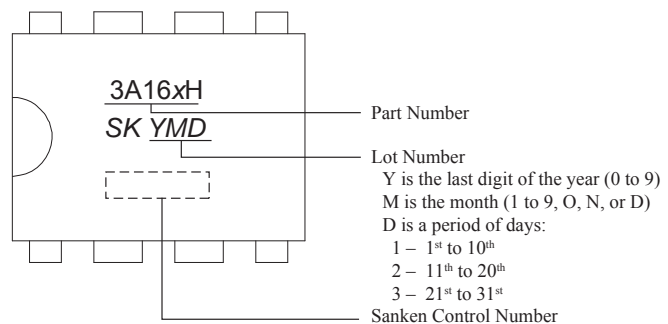 3A16xH
SK YMD
Part Number
Lot Number
Y is the last digit of the year (0 to 9)
M is the month (1 to 9, O, N, or D)
D is a period of days:
1 – 1st to 10th
2 – 11th to 20th
3 – 21st to 31st
Sanken Control Number